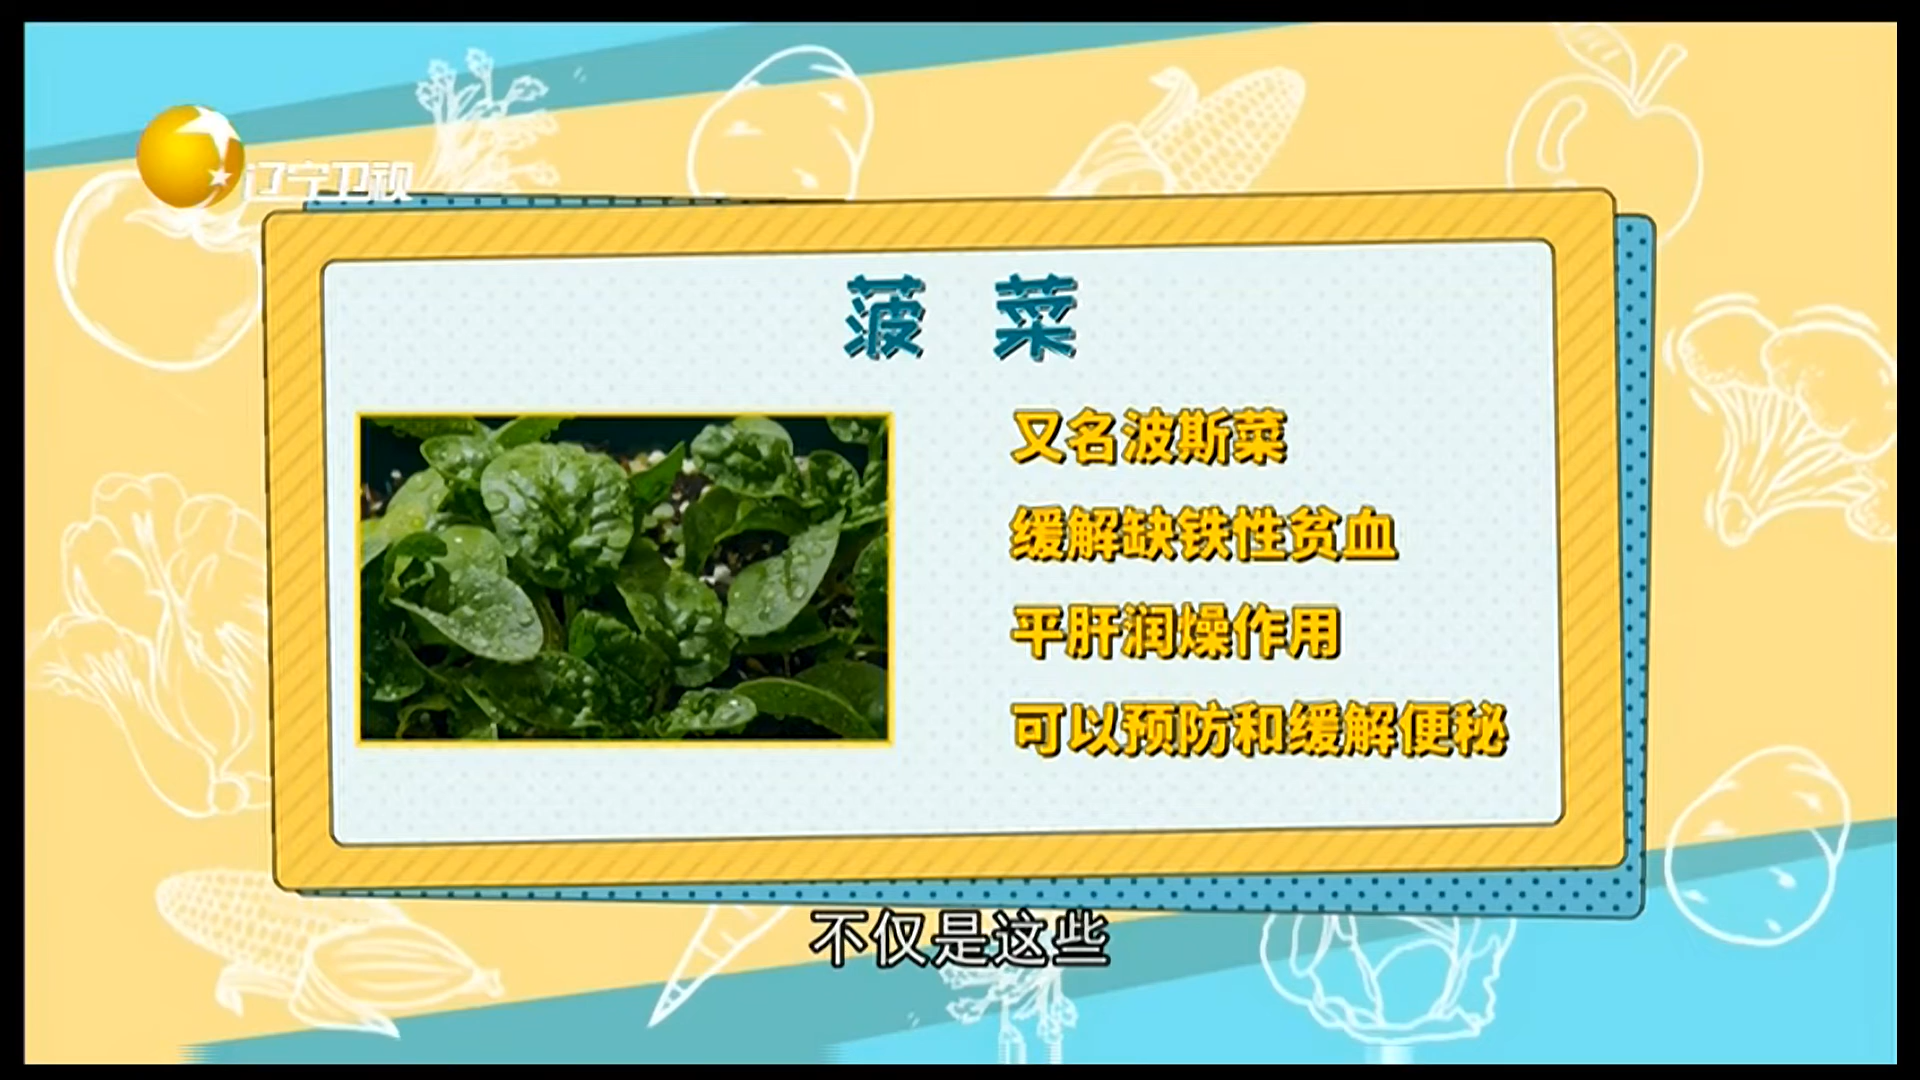 辽宁卫视
菠菜
又名波斯菜
缓解缺铁性贫血
平肝润燥作用
可以预防和缓解便秘
不仅是这些